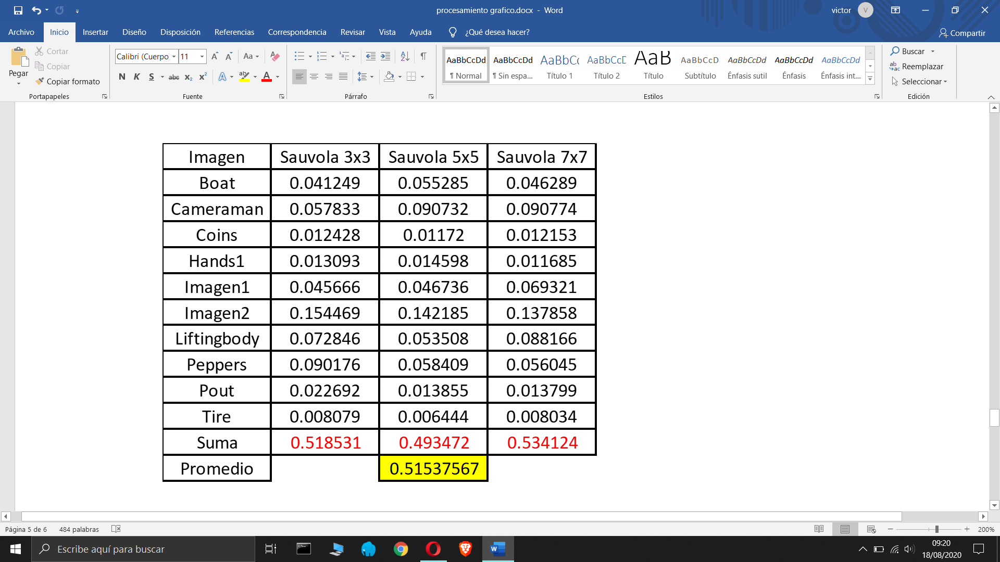 procesamiento grafico.docx - Word
victor V
Archivo Inicio Insertar Diseño Disposición Referencias Correspondencia Revisar Vista Ayuda ¿Qué desea hacer? Compartir
Pegar
Cortar
Copiar
Copiar formato
Portapapeles
Calibri (Cuerpo 11 Aa
N K S abc x₂ x² A ab A
Fuente
Párrafo
AaBbCcDd AaBbCcDd AaBbCc AaBbCcC AaB AaBbCcD AaBbCcDd AaBbCcDd AaBbCcDd
¶ Normal ¶ Sin espa... Título 1 Título 2 Título Subtítulo Énfasis sutil Énfasis Énfasis int...
Estilos
Buscar
Reemplazar
Seleccionar
Edición
Imagen Sauvola 3x3 Sauvola 5x5 Sauvola 7x7
Boat 0.041249 0.055285 0.046289
Cameraman 0.057833 0.090732 0.090774
Coins 0.012428 0.01172 0.012153
Hands1 0.013093 0.014598 0.011685
Imagen1 0.045666 0.046736 0.069321
Imagen2 0.154469 0.142185 0.137858
Liftingbody 0.072846 0.053508 0.088166
Peppers 0.090176 0.058409 0.056045
Pout 0.022692 0.013855 0.013799
Tire 0.008079 0.006444 0.008034
Suma 0.518531 0.493472 0.534124
Promedio 0.51537567
Página 5 de 6 484 palabras 200%
Escribe aquí para buscar
09:20
18/08/2020